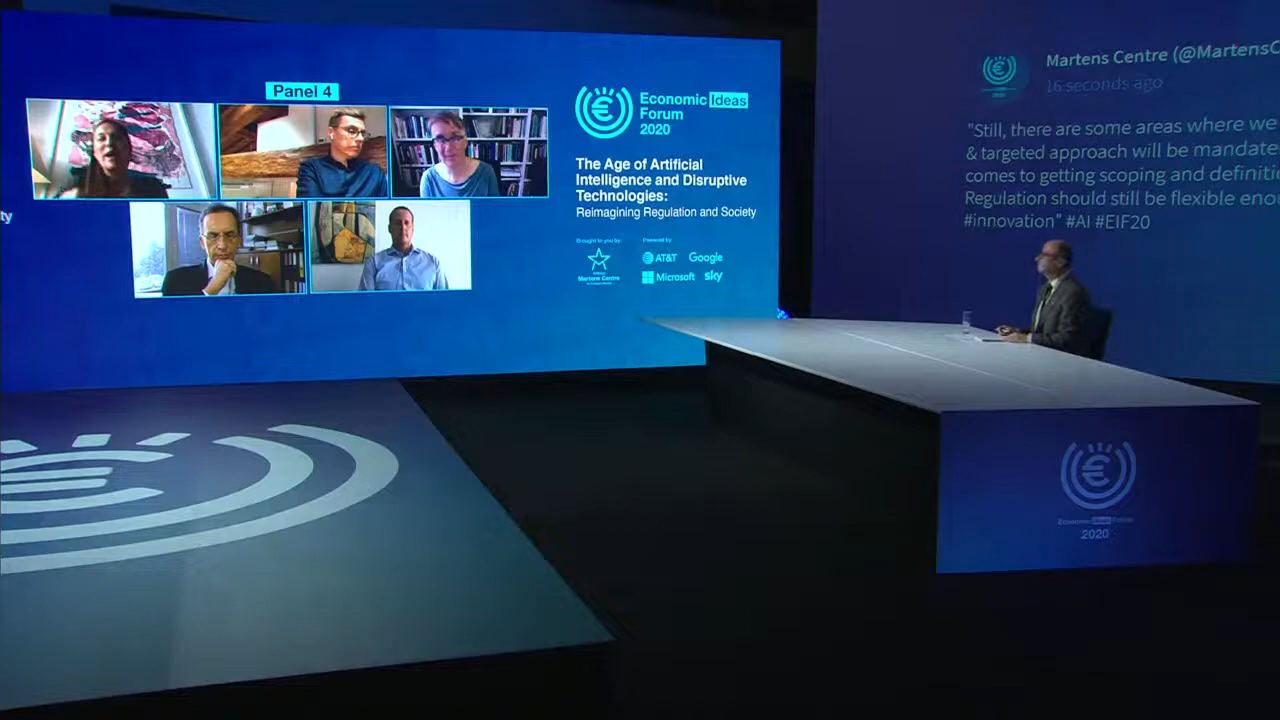 Panel 4
Economic Ideas
Forum
2020
The Age of Artificial
Intelligence and Disruptive
Technologies:
Reimagining Regulation and Society
Brought to you by:
Powered by:
Martens Centre
AT&T
Google
Microsoft
sky
ty
Martens Centre (@MartensC
16 seconds ago
"Still, there are some areas where we
& targeted approach will be mandate
comes to getting scoping and definiti
Regulation should still be flexible eno
#innovation" #AI #EIF20
Economic Ideas Forum
2020